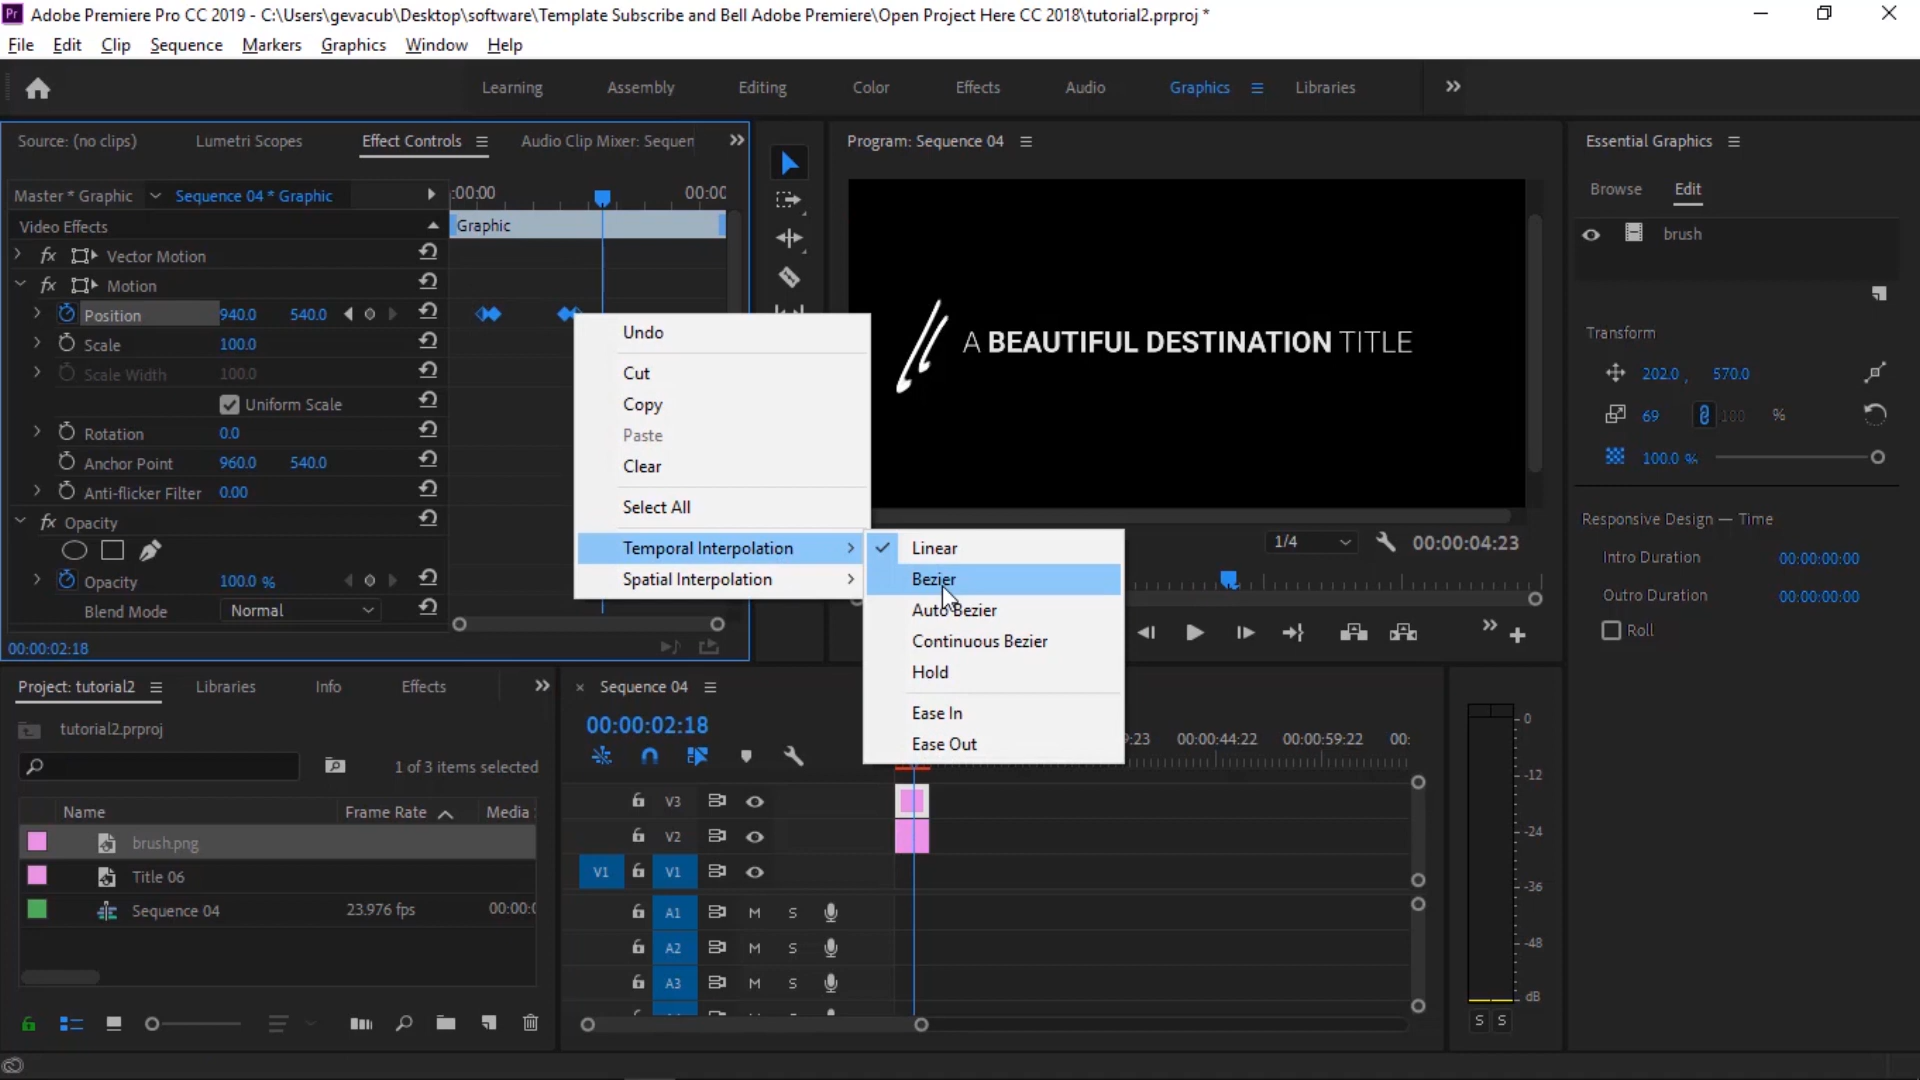 Pr Adobe Premiere Pro CC 2019 - C:\Users\gevacub\Desktop\software\Template Subscribe and Bell Adobe Premiere\Open Project Here CC 2018\tutorial2.prproj *
File Edit Clip Sequence Markers Graphics Window Help
Learning Assembly Editing Color Effects Audio Graphics Libraries
Source: (no clips) Lumetri Scopes Effect Controls Audio Clip Mixer: Sequen
Master * Graphic Sequence 04 * Graphic :00:00 00:00
Video Effects Graphic
fx Vector Motion
fx Motion
Position 940.0 540.0
Scale 100.0
Scale Width 100.0
Uniform Scale
Rotation 0.0
Anchor Point 960.0 540.0
Anti-flicker Filter 0.00
fx Opacity
Opacity 100.0 %
Blend Mode Normal
00:00:02:18
Undo
Cut
Copy
Paste
Clear
Select All
Temporal Interpolation
Spatial Interpolation
Linear
Bezier
Auto Bezier
Continuous Bezier
Hold
Ease In
Ease Out
Program: Sequence 04
A BEAUTIFUL DESTINATION TITLE
1/4 00:00:04:23
Essential Graphics
Browse Edit
brush
Transform
202.0 , 570.0
69 100 %
100.0 %
Responsive Design — Time
Intro Duration 00:00:00:00
Outro Duration 00:00:00:00
Roll
Project: tutorial2 Libraries Info Effects
tutorial2.prproj
1 of 3 items selected
Name Frame Rate Media
brush.png
Title 06
Sequence 04 23.976 fps 00:00:0
× Sequence 04
00:00:02:18
9:23 00:00:44:22 00:00:59:22 00:
V3
V2
V1 V1
A1 M S
A2 M S
A3 M S
0
-12
-24
-36
-48
dB
S S